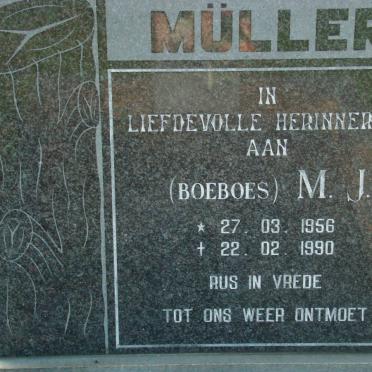 MÜLLER
IN
LIEFDEVOLLE HERINNER
AAN
(BOEBOES) M. J.
* 27. 03. 1956
† 22. 02. 1990
RUS IN VREDE
TOT ONS WEER ONTMOET